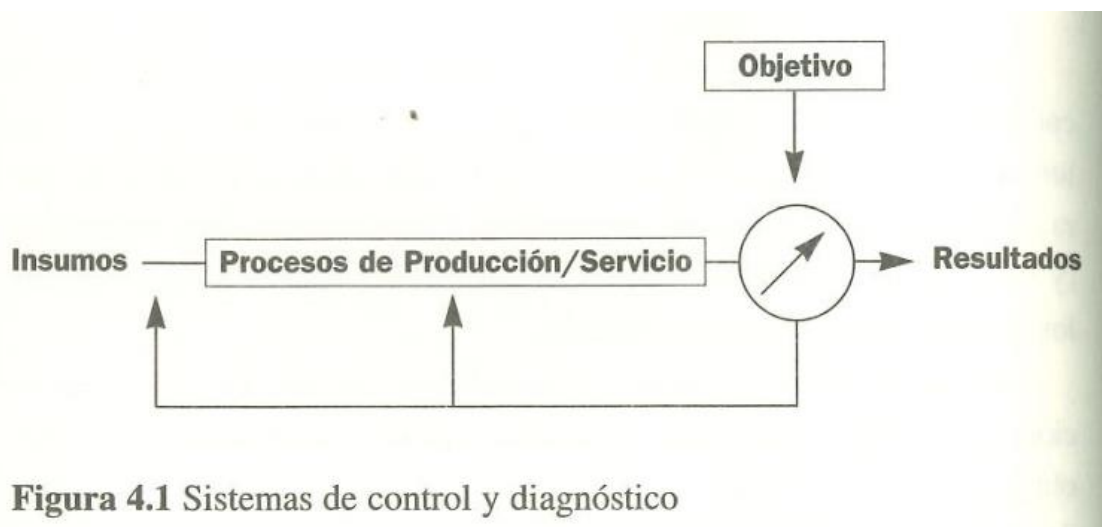 Objetivo
Insumos
Procesos de Producción/Servicio
Resultados
Figura 4.1 Sistemas de control y diagnóstico